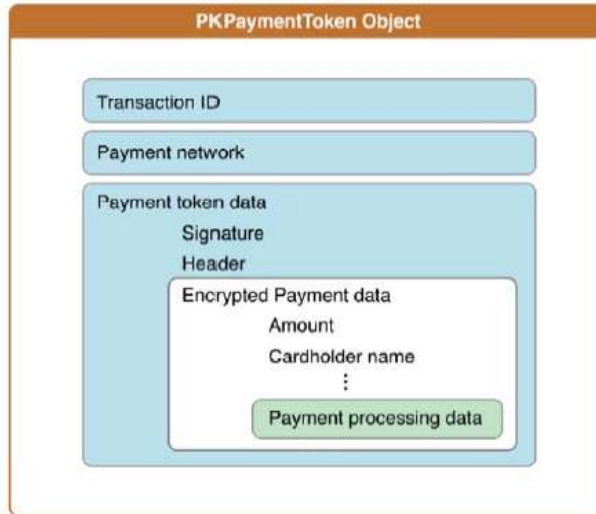 PKPaymentToken Object
Transaction ID
Payment network
Payment token data
Signature
Header
Encrypted Payment data
Amount
Cardholder name
⋮
Payment processing data